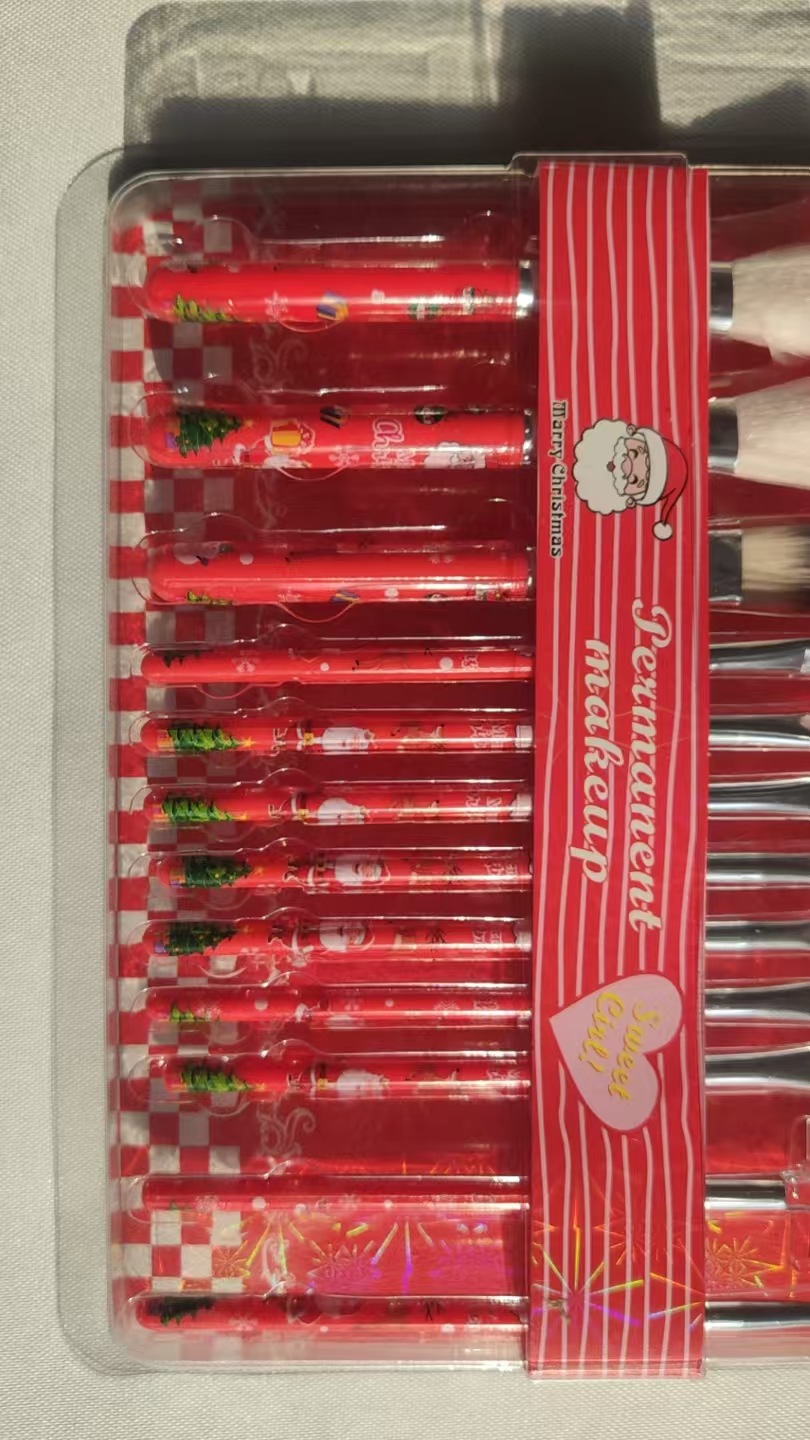 Marry Christmas
Permanent
makeup
Sweet
Girl!